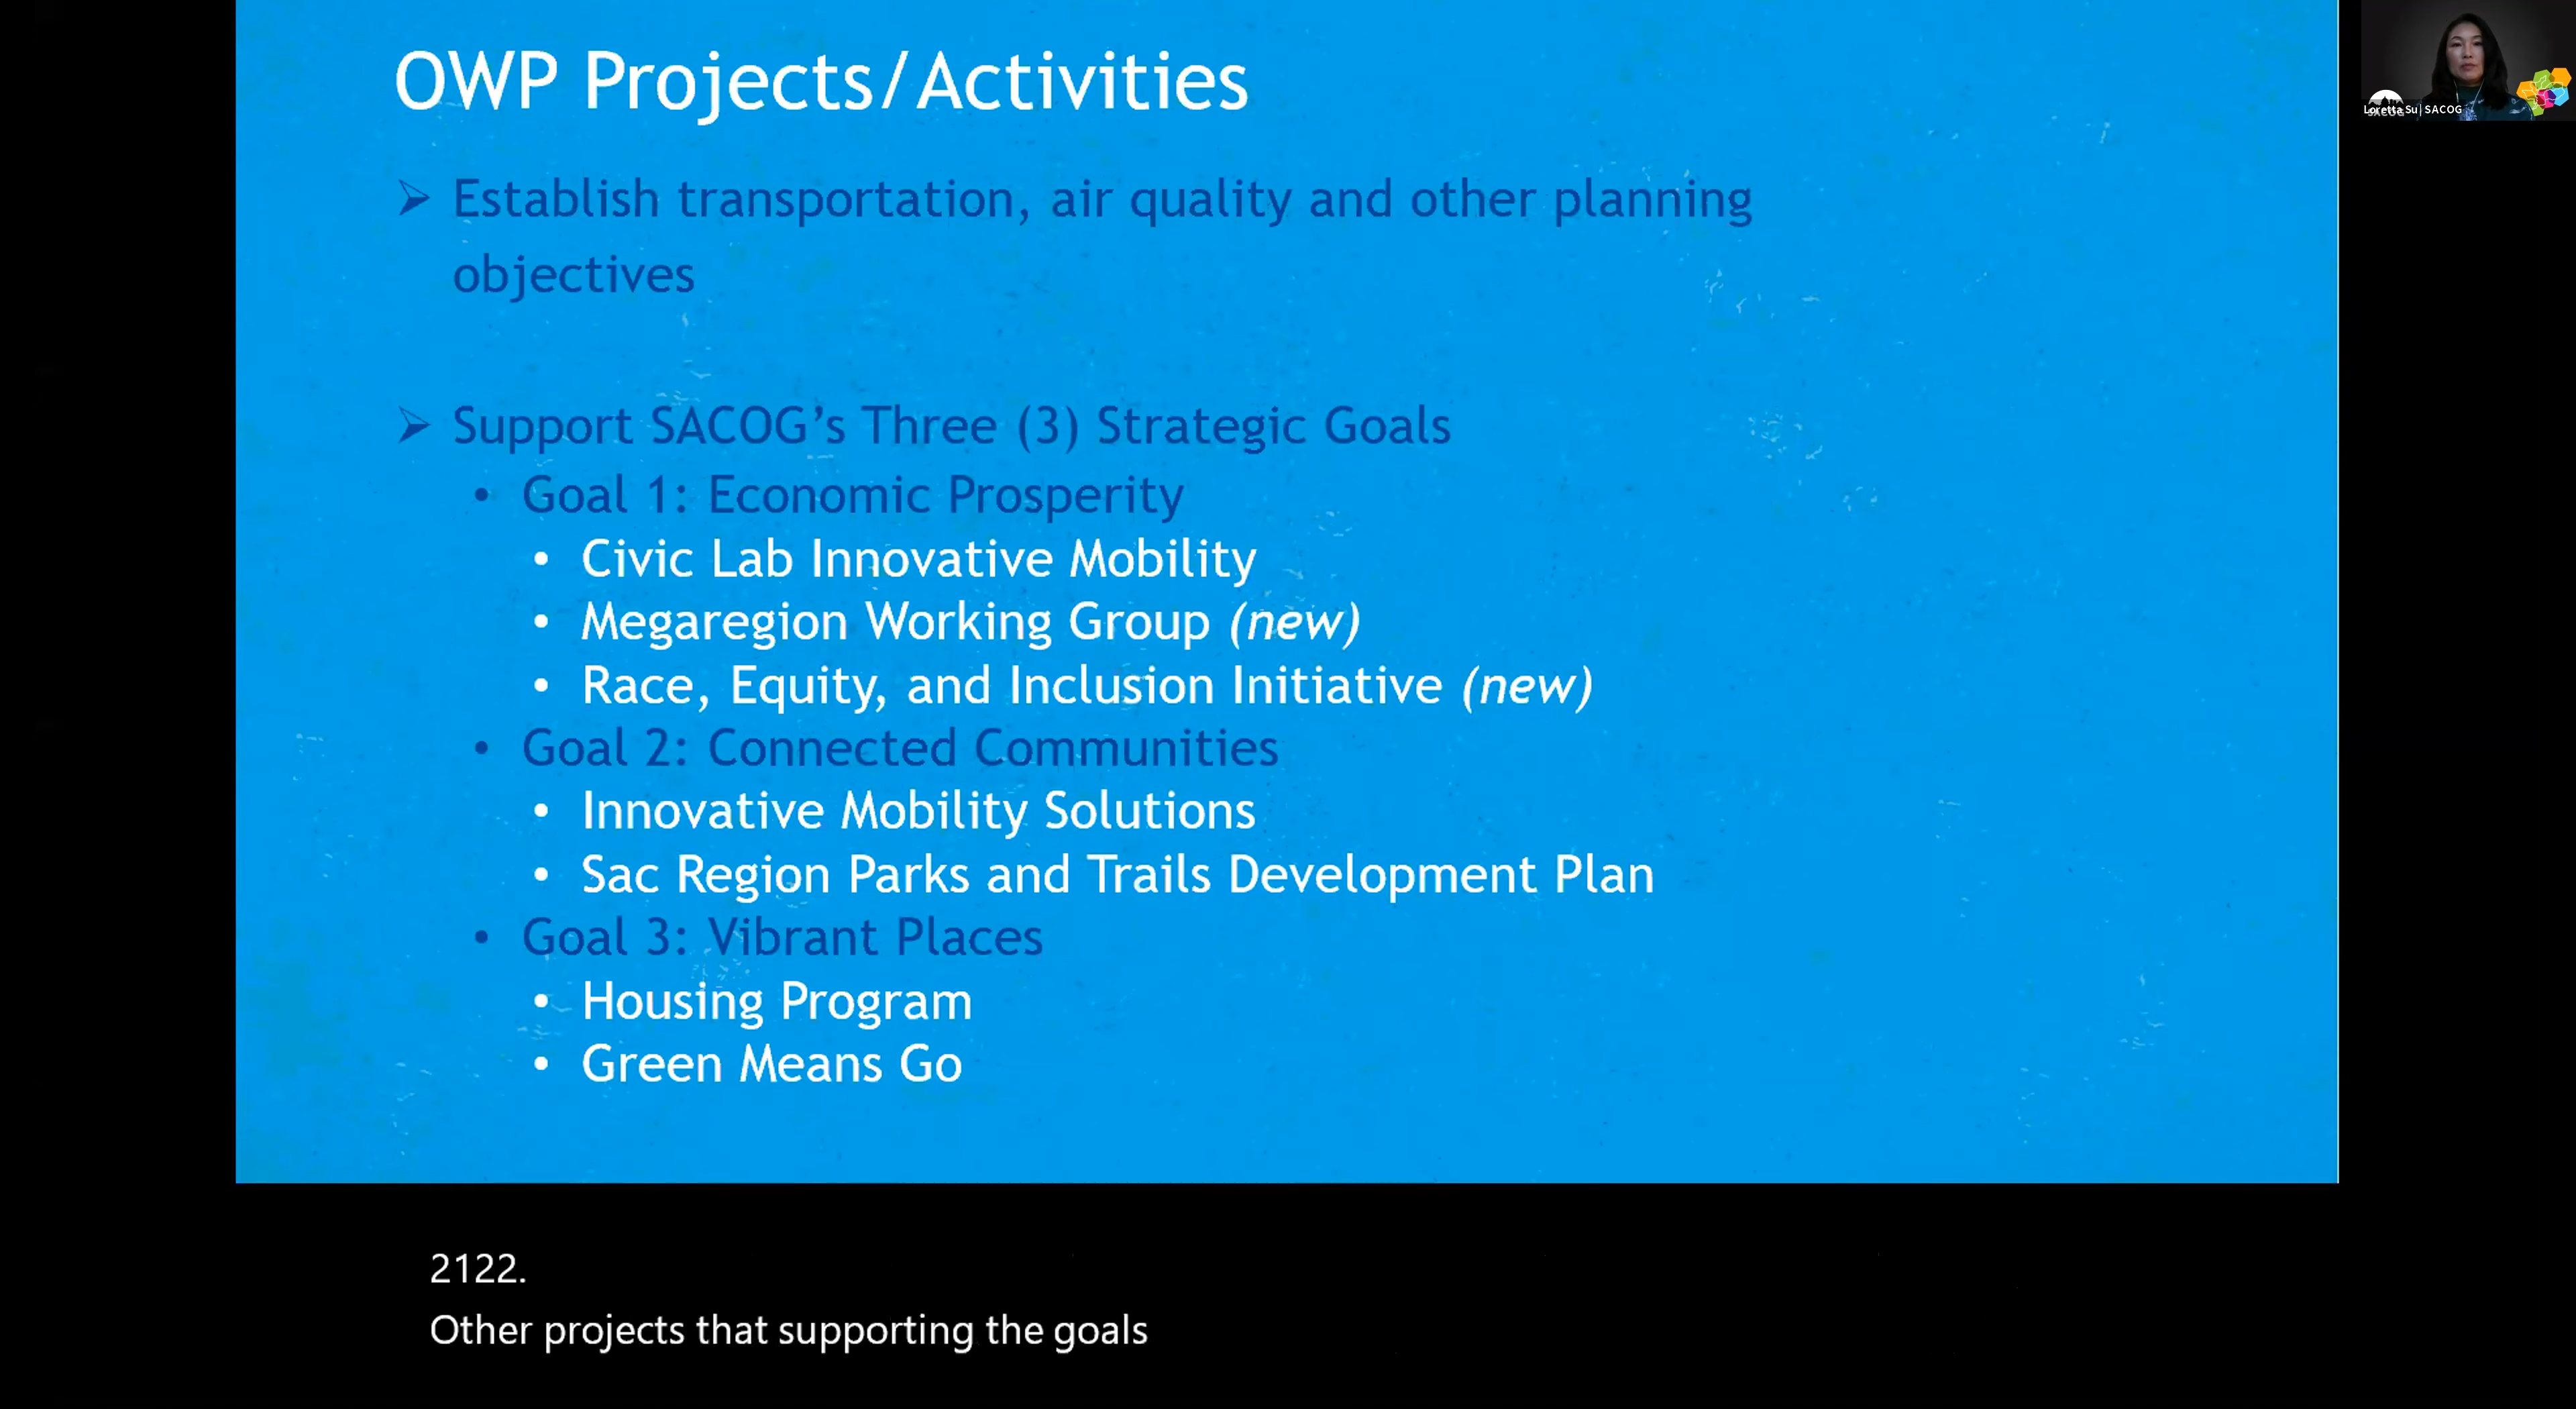 OWP Projects/Activities
➢ Establish transportation, air quality and other planning
objectives
➢ Support SACOG’s Three (3) Strategic Goals
• Goal 1: Economic Prosperity
• Civic Lab Innovative Mobility
• Megaregion Working Group (new)
• Race, Equity, and Inclusion Initiative (new)
• Goal 2: Connected Communities
• Innovative Mobility Solutions
• Sac Region Parks and Trails Development Plan
• Goal 3: Vibrant Places
• Housing Program
• Green Means Go
Loretta Su | SACOG
SACOG
2122.
Other projects that supporting the goals